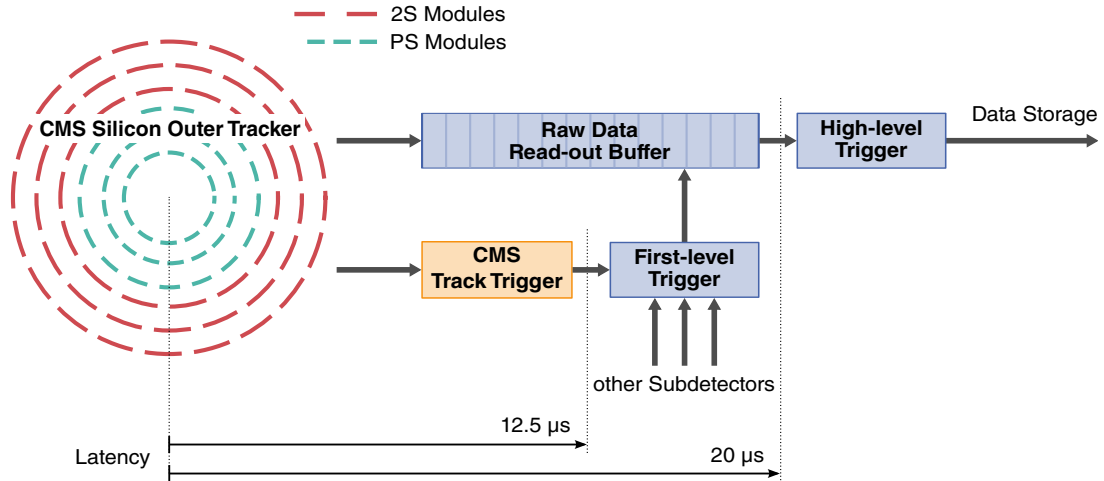 2S Modules
PS Modules
CMS Silicon Outer Tracker
Raw Data
Read-out Buffer
High-level
Trigger
Data Storage
CMS
Track Trigger
First-level
Trigger
other Subdetectors
12.5 µs
Latency
20 µs